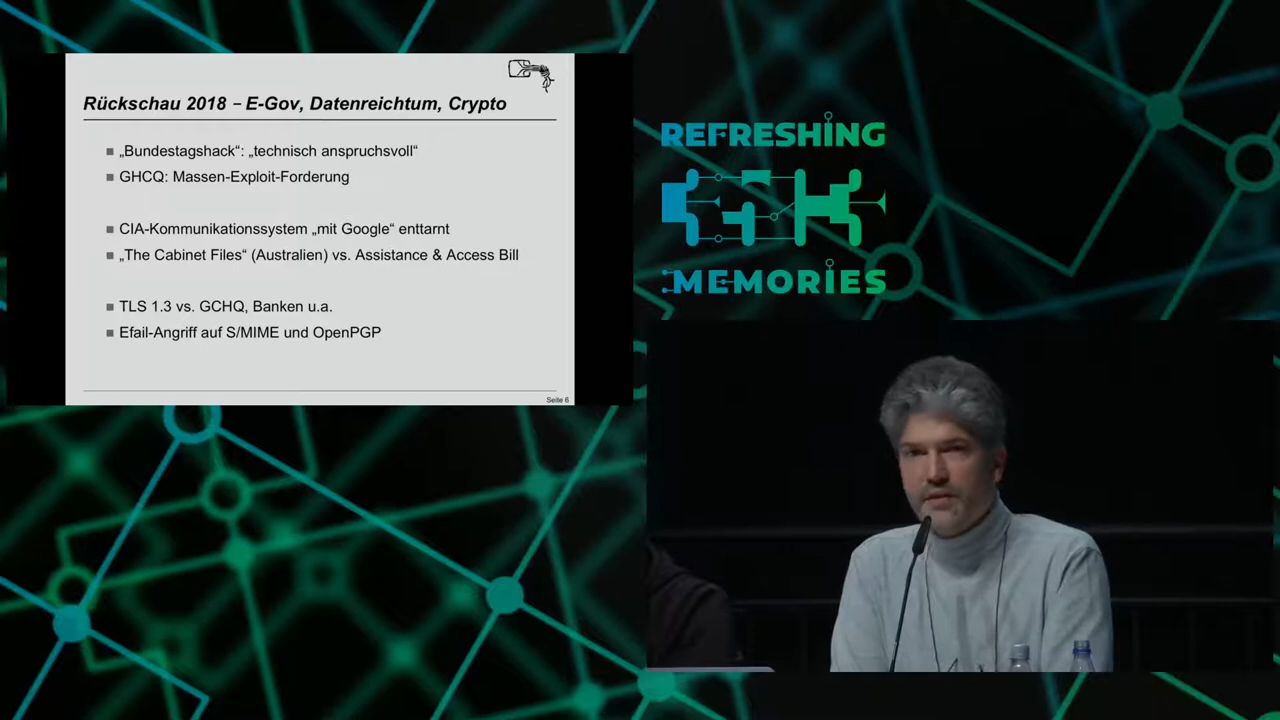 Rückschau 2018 – E-Gov, Datenreichtum, Crypto
„Bundestagshack“: „technisch anspruchsvoll“
GHCQ: Massen-Exploit-Forderung
CIA-Kommunikationssystem „mit Google“ enttarnt
„The Cabinet Files“ (Australien) vs. Assistance & Access Bill
TLS 1.3 vs. GCHQ, Banken u.a.
Efail-Angriff auf S/MIME und OpenPGP
Seite 6
REFRESHING
MEMORIES